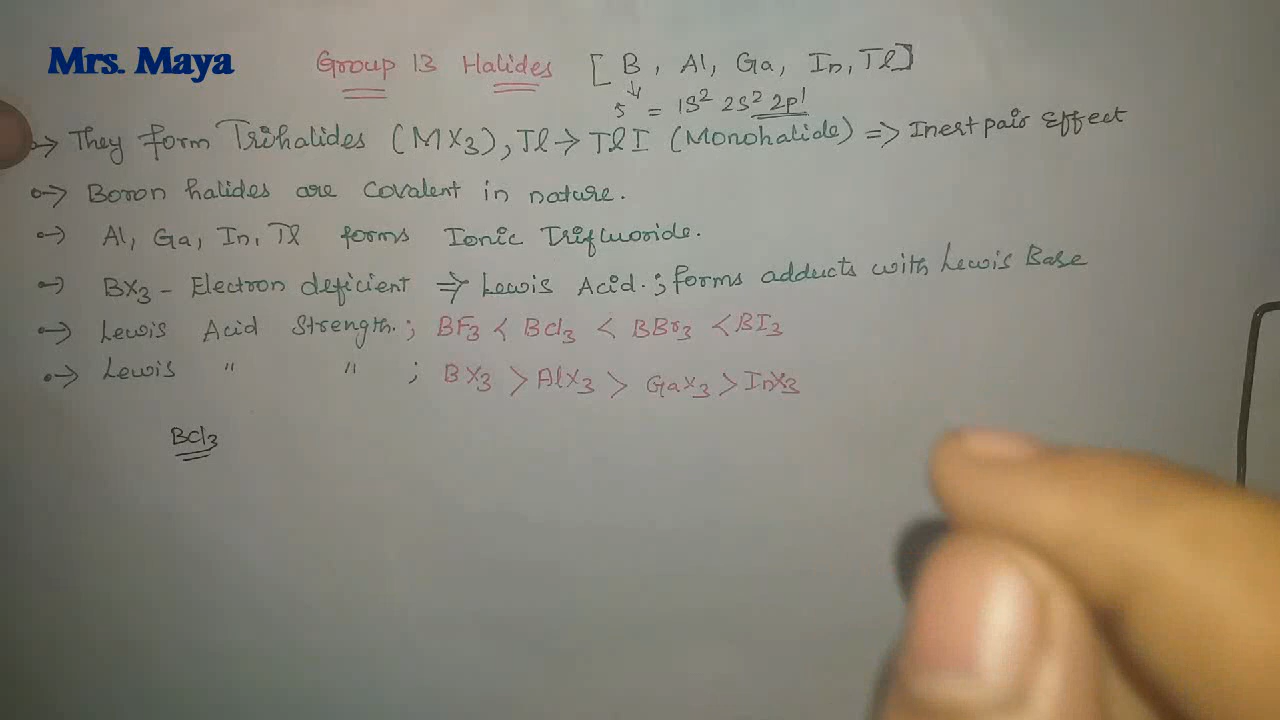 Mrs. Maya
Group 13 Halides [B, Al, Ga, In, Tl]
5 = 1s² 2s² 2p¹
They form Trihalides (MX₃), Tl → TlI (Monohalide) => Inert pair Effect
Boron halides are covalent in nature.
Al, Ga, In, Tl forms Ionic Trifluoride.
BX₃ - Electron deficient => Lewis Acid.; forms adducts with Lewis Base
Lewis Acid Strength.; BF₃ < BCl₃ < BBr₃ < BI₃
Lewis " " ; BX₃ > AlX₃ > GaX₃ > InX₃
BCl₃